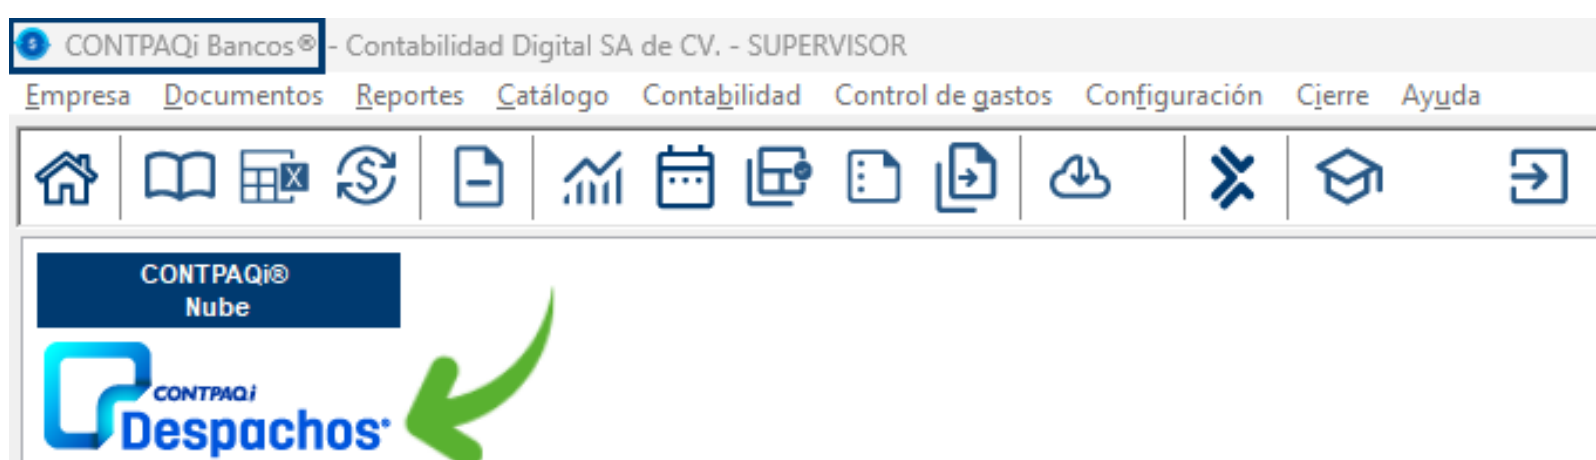 CONTPAQi Bancos® - Contabilidad Digital SA de CV. - SUPERVISOR
Empresa Documentos Reportes Catálogo Contabilidad Control de gastos Configuración Cierre Ayuda
CONTPAQi®
Nube
CONTPAQi
Despachos®